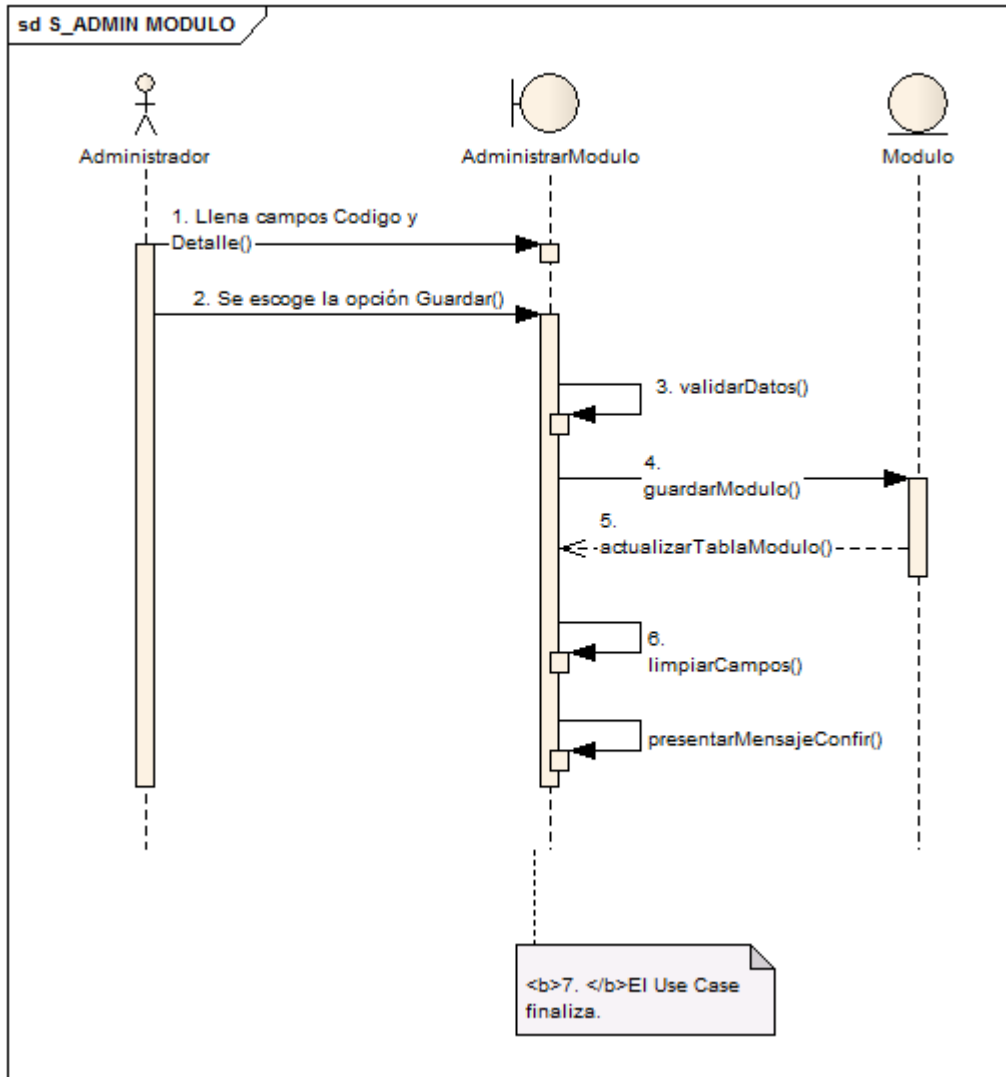 sd S_ADMIN MODULO
Administrador
AdministrarModulo
Modulo
1. Llena campos Codigo y
Detalle()
2. Se escoge la opción Guardar()
3. validarDatos()
4.
guardarModulo()
5.
actualizarTablaModulo()
6.
limpiarCampos()
presentarMensajeConfir()
<b>7. </b>El Use Case
finaliza.